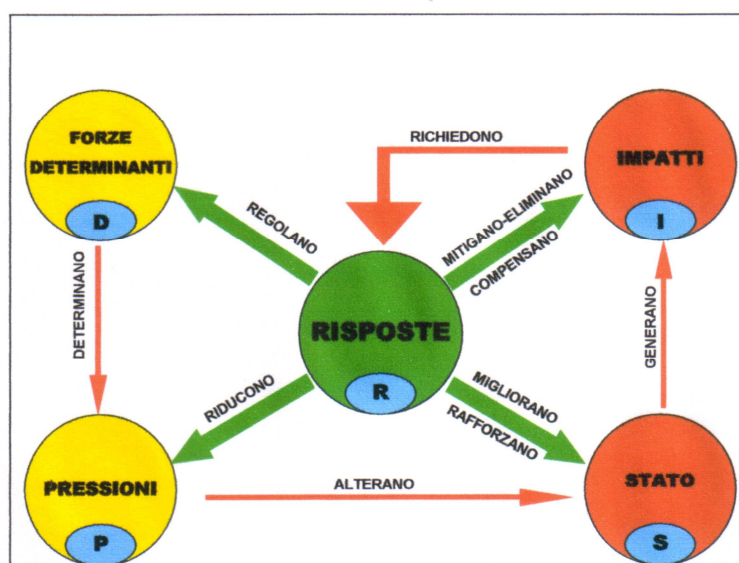 FORZE
DETERMINANTI
D
RICHIEDONO
IMPATTI
I
REGOLANO
MITIGANO-ELIMINANO
COMPENSANO
DETERMINANO
RISPOSTE
R
GENERANO
RIDUCONO
MIGLIORANO
RAFFORZANO
PRESSIONI
P
ALTERANO
STATO
S